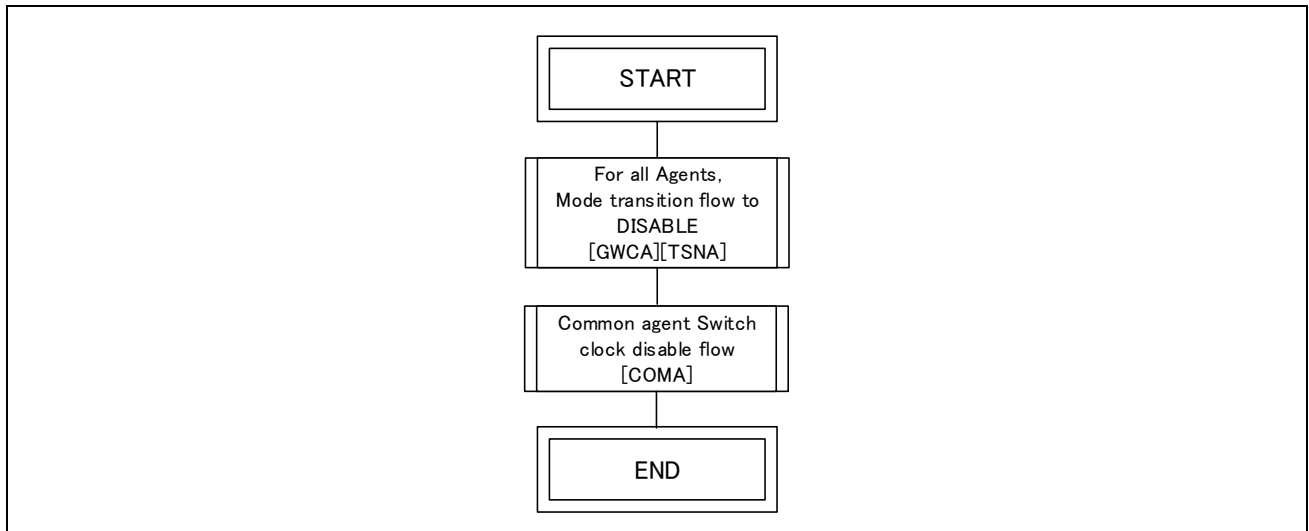 START
For all Agents,
Mode transition flow to
DISABLE
[GWCA][TSNA]
Common agent Switch
clock disable flow
[COMA]
END